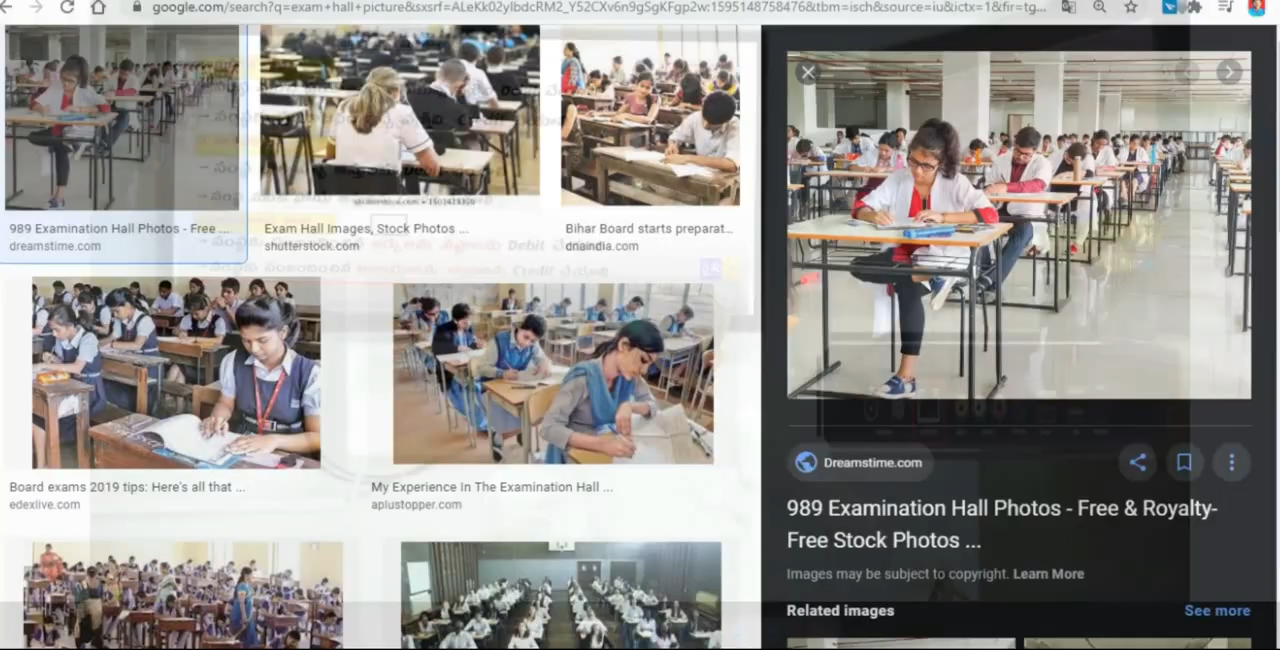 google.com/search?q=exam+hall+picture&sxsrf=ALeKk02yIbdcRM2_Y52CXv6n9gSgKFgp2w:1595148758476&tbm=isch&source=iu&ictx=1&fir=tg...
989 Examination Hall Photos - Free ...
dreamstime.com
Exam Hall Images, Stock Photos ...
shutterstock.com
Bihar Board starts preparat...
dnaindia.com
Debit
Credit
Board exams 2019 tips: Here's all that ...
edexlive.com
My Experience In The Examination Hall ...
aplustopper.com
Dreamstime.com
989 Examination Hall Photos - Free & Royalty-
Free Stock Photos ...
Images may be subject to copyright. Learn More
Related images
See more